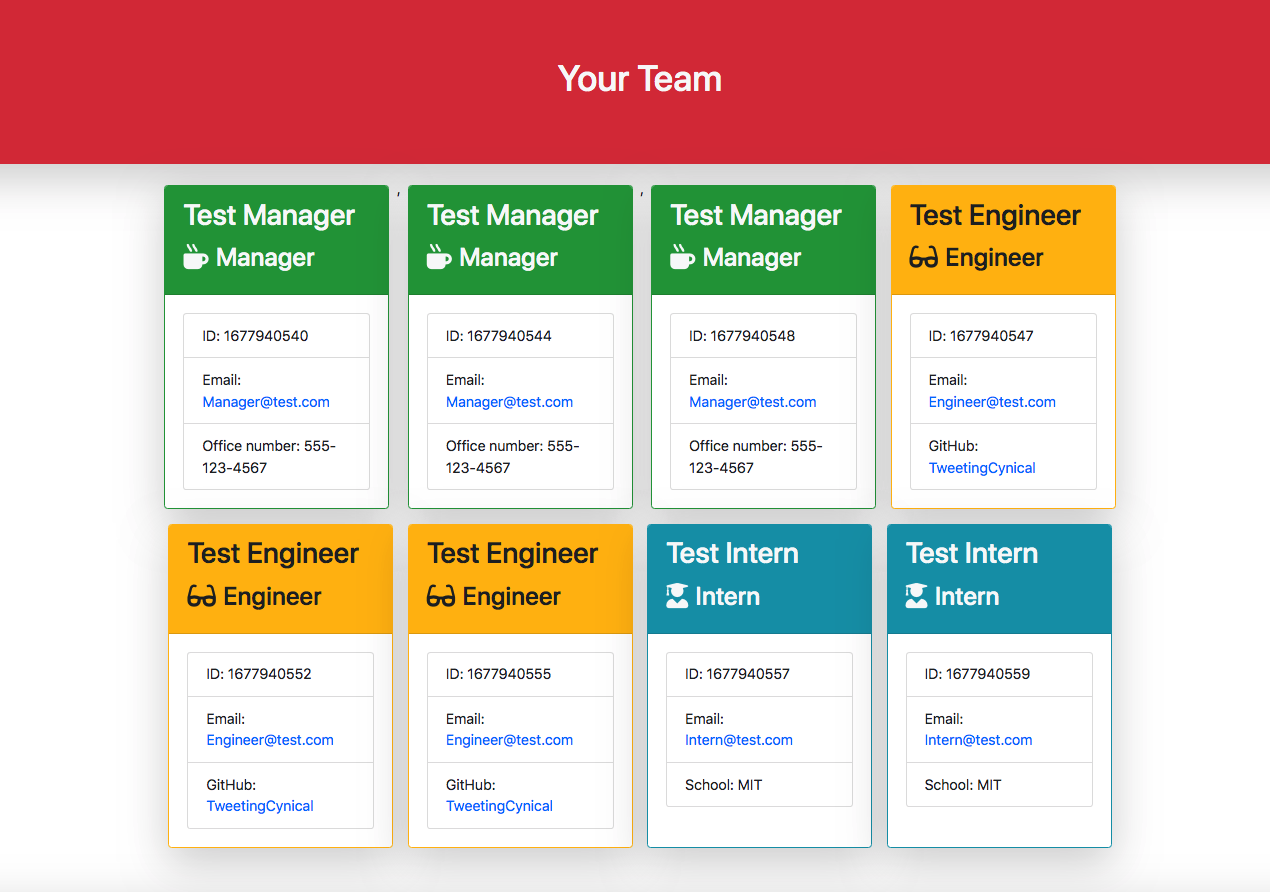 Your Team
Test Manager
Manager
ID: 1677940540
Email:
Manager@test.com
Office number: 555-
123-4567
,
Test Manager
Manager
ID: 1677940544
Email:
Manager@test.com
Office number: 555-
123-4567
,
Test Manager
Manager
ID: 1677940548
Email:
Manager@test.com
Office number: 555-
123-4567
Test Engineer
Engineer
ID: 1677940547
Email:
Engineer@test.com
GitHub:
TweetingCynical
Test Engineer
Engineer
ID: 1677940552
Email:
Engineer@test.com
GitHub:
TweetingCynical
Test Engineer
Engineer
ID: 1677940555
Email:
Engineer@test.com
GitHub:
TweetingCynical
Test Intern
Intern
ID: 1677940557
Email:
Intern@test.com
School: MIT
Test Intern
Intern
ID: 1677940559
Email:
Intern@test.com
School: MIT